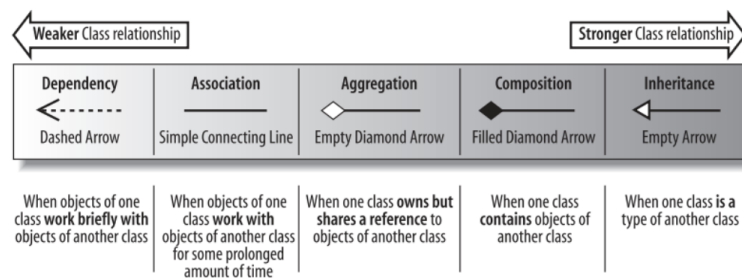 Weaker Class relationship
Stronger Class relationship
Dependency
Association
Aggregation
Composition
Inheritance
Dashed Arrow
Simple Connecting Line
Empty Diamond Arrow
Filled Diamond Arrow
Empty Arrow
When objects of one
class work briefly with
objects of another class
When objects of one
class work with
objects of another class
for some prolonged
amount of time
When one class owns but
shares a reference to
objects of another class
When one class
contains objects of
another class
When one class is a
type of another class